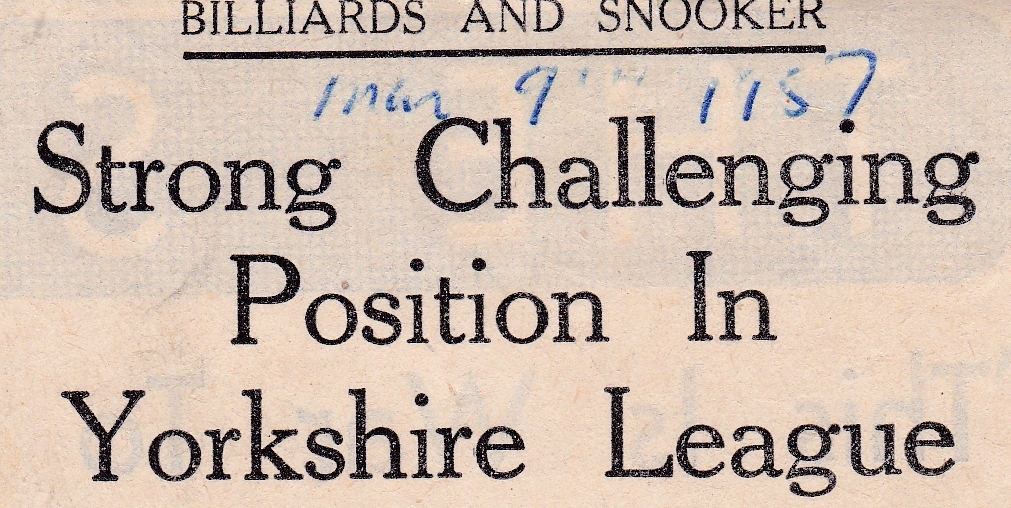 BILLIARDS AND SNOOKER
Mar 9TH 1957
Strong Challenging
Position In
Yorkshire League